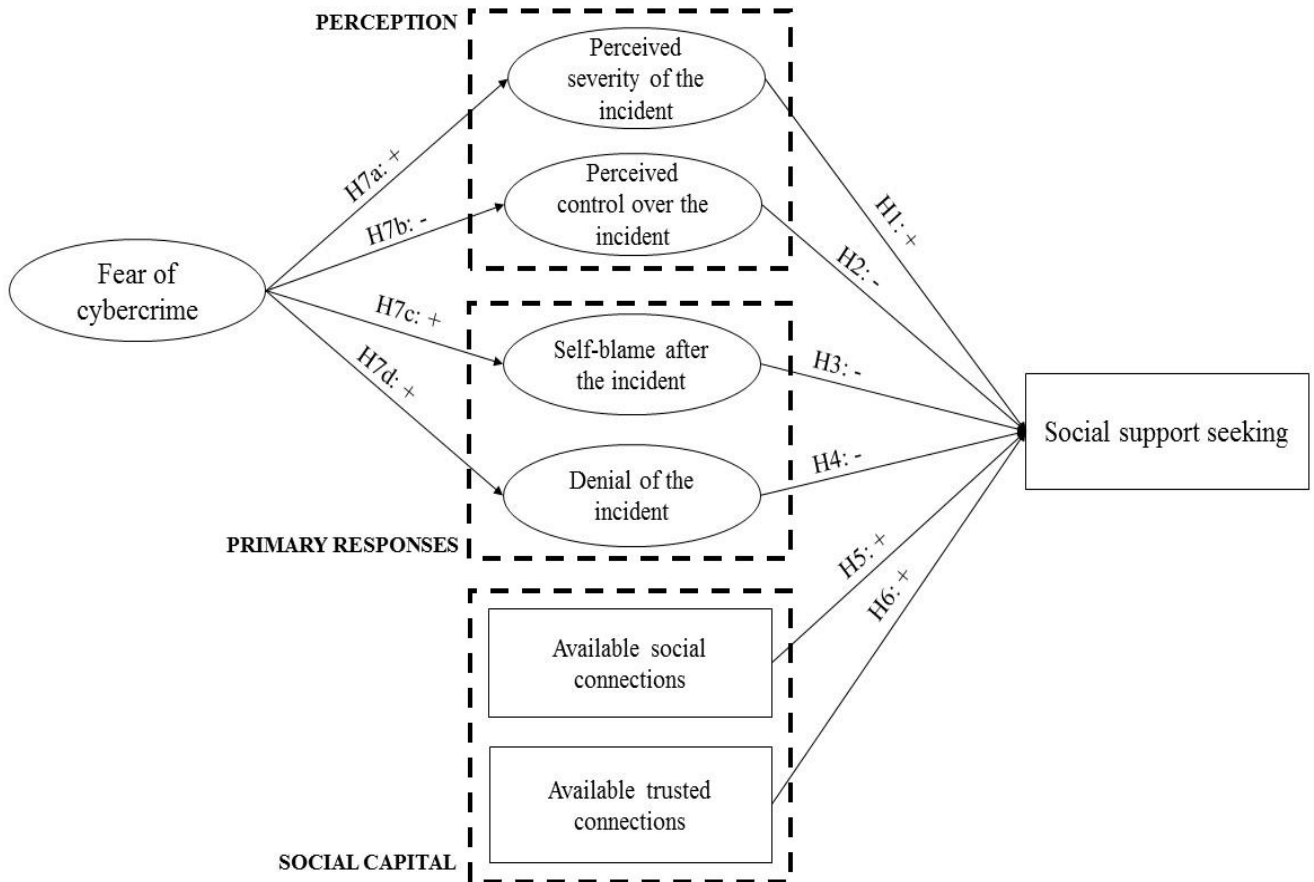 PERCEPTION
Perceived
severity of the
incident
H7a: +
Perceived
control over the
incident
H7b: -
H1: +
H2: -
Fear of
cybercrime
H7c: +
Self-blame after
the incident
H3: -
H7d: +
Social support seeking
H4: -
Denial of the
incident
PRIMARY RESPONSES
H5: +
H6: +
Available social
connections
Available trusted
connections
SOCIAL CAPITAL